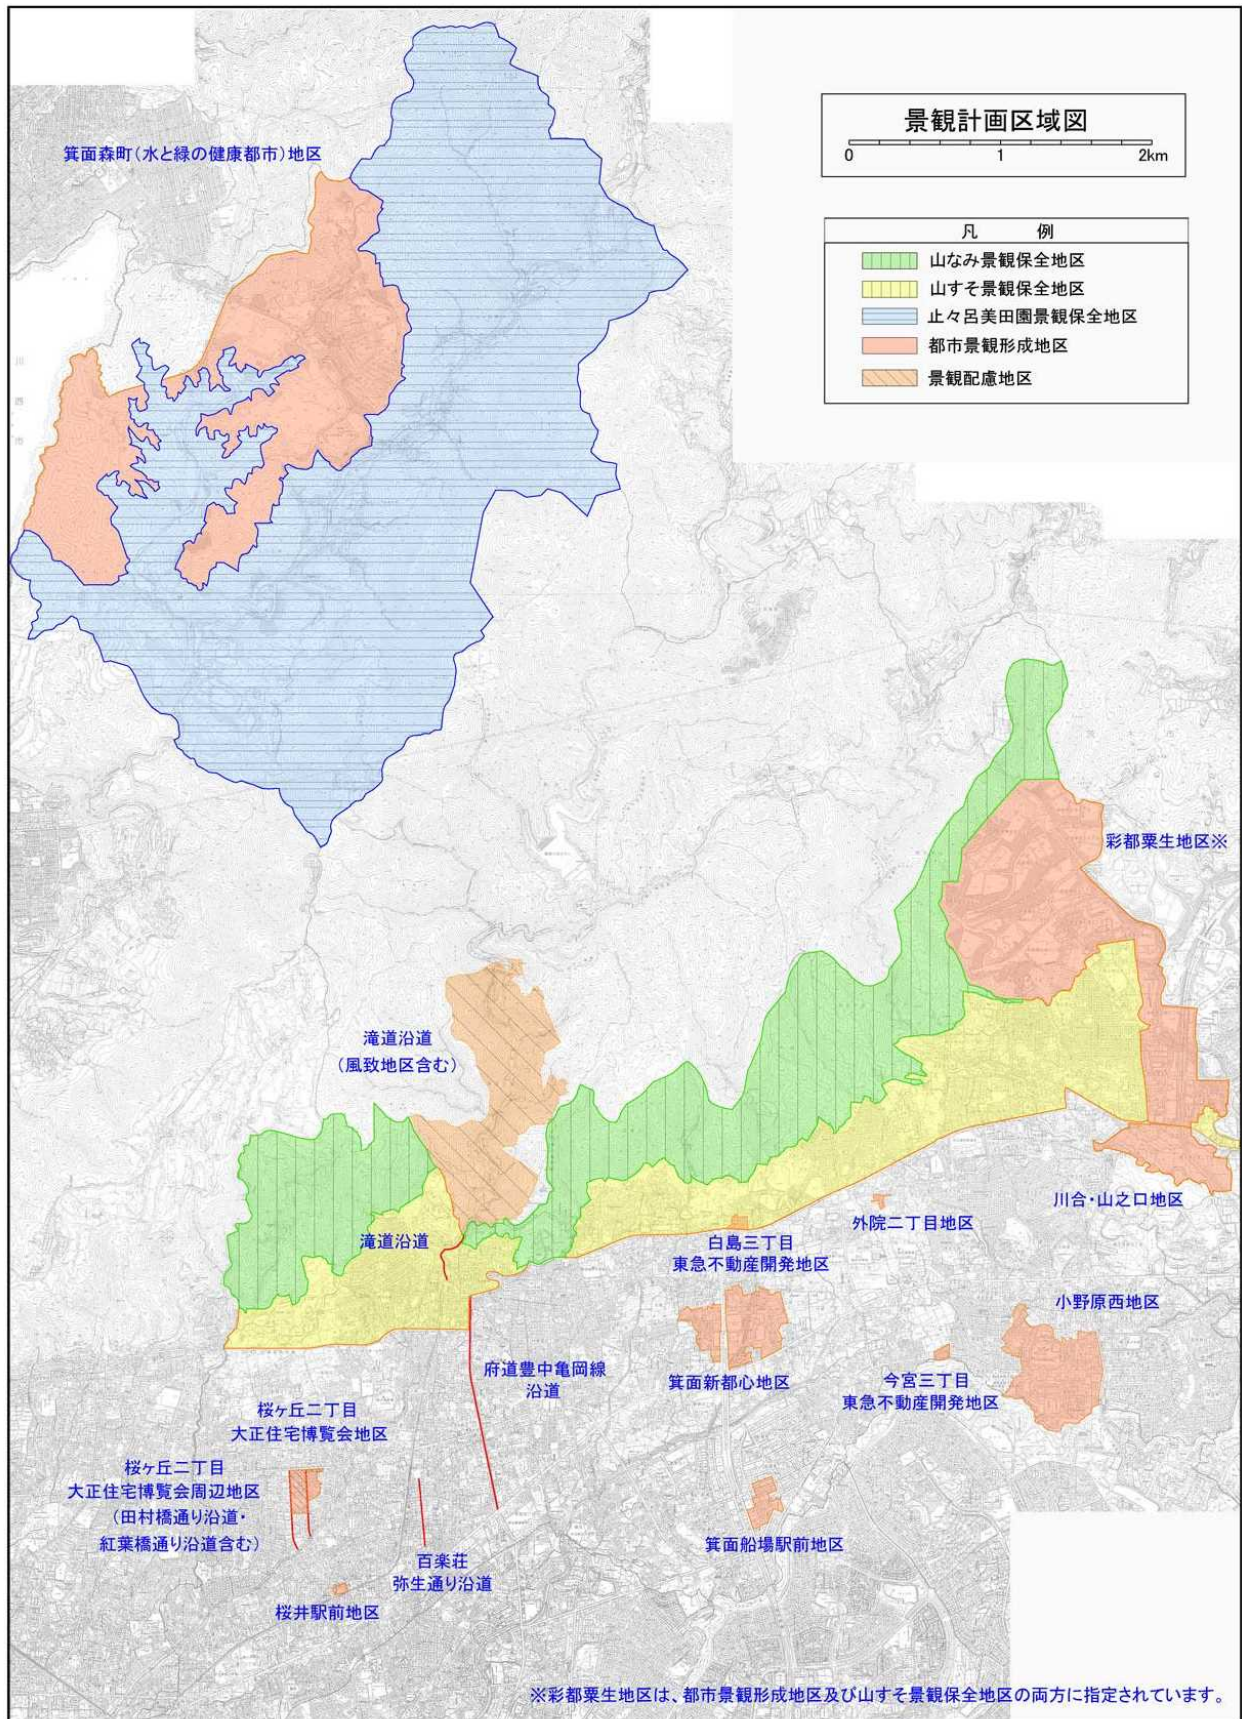 景観計画区域図
0 1 2km
凡 例
山なみ景観保全地区
山すそ景観保全地区
止々呂美田園景観保全地区
都市景観形成地区
景観配慮地区
箕面森町(水と緑の健康都市)地区
川西市
彩都粟生地区※
滝道沿道
(風致地区含む)
滝道沿道
川合・山之口地区
外院二丁目地区
白島三丁目
東急不動産開発地区
小野原西地区
府道豊中亀岡線
沿道
箕面新都心地区
今宮三丁目
東急不動産開発地区
桜ヶ丘二丁目
大正住宅博覧会地区
桜ヶ丘二丁目
大正住宅博覧会周辺地区
(田村橋通り沿道・
紅葉橋通り沿道含む)
箕面船場駅前地区
百楽荘
弥生通り沿道
桜井駅前地区
※彩都粟生地区は、都市景観形成地区及び山すそ景観保全地区の両方に指定されています。